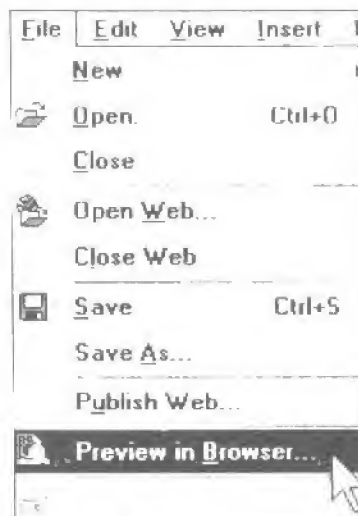 File Edit View Insert
New
Open. Ctrl+O
Close
Open Web...
Close Web
Save Ctrl+S
Save As...
Publish Web...
Preview in Browser...